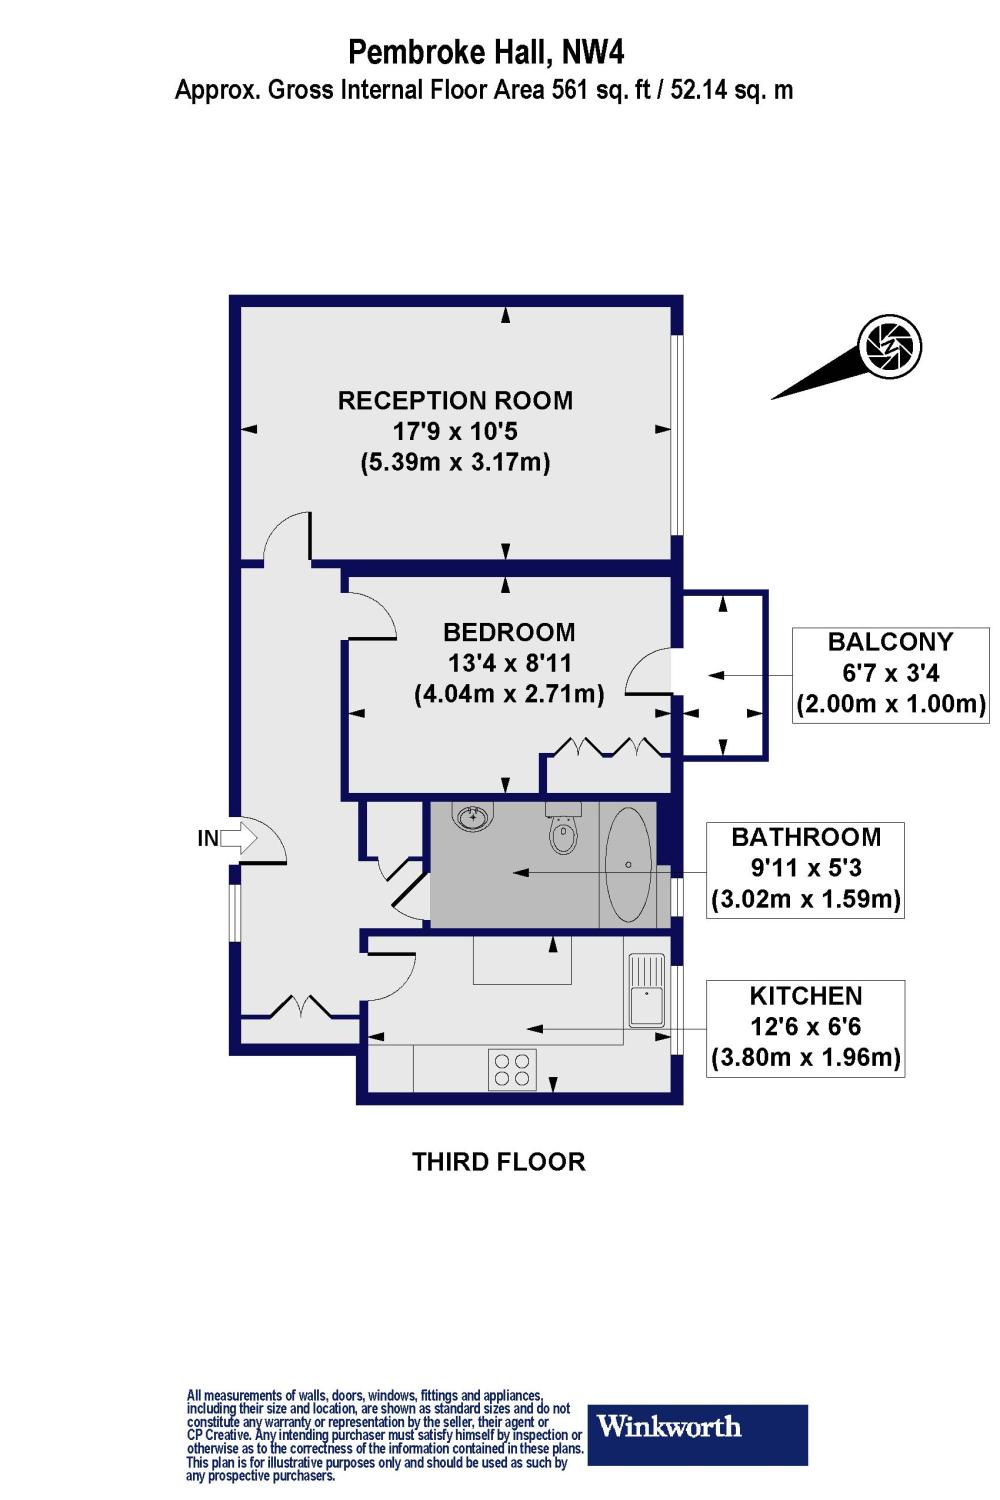 Pembroke Hall, NW4
Approx. Gross Internal Floor Area 561 sq. ft / 52.14 sq. m
RECEPTION ROOM
17'9 x 10'5
(5.39m x 3.17m)
BEDROOM
13'4 x 8'11
(4.04m x 2.71m)
BALCONY
6'7 x 3'4
(2.00m x 1.00m)
IN
BATHROOM
9'11 x 5'3
(3.02m x 1.59m)
KITCHEN
12'6 x 6'6
(3.80m x 1.96m)
THIRD FLOOR
All measurements of walls, doors, windows, fittings and appliances,
including their size and location, are shown as standard sizes and do not
constitute any warranty or representation by the seller, their agent or
CP Creative. Any intending purchaser must satisfy himself by inspection or
otherwise as to the correctness of the information contained in these plans.
This plan is for illustrative purposes only and should be used as such by
any prospective purchasers.
Winkworth
N